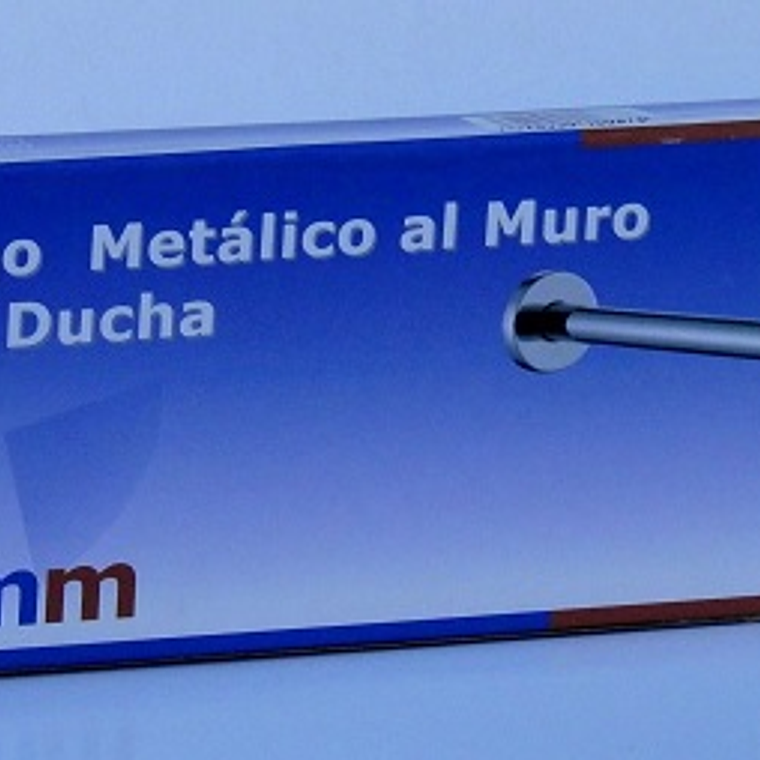 o Metálico al Muro
Ducha
mm